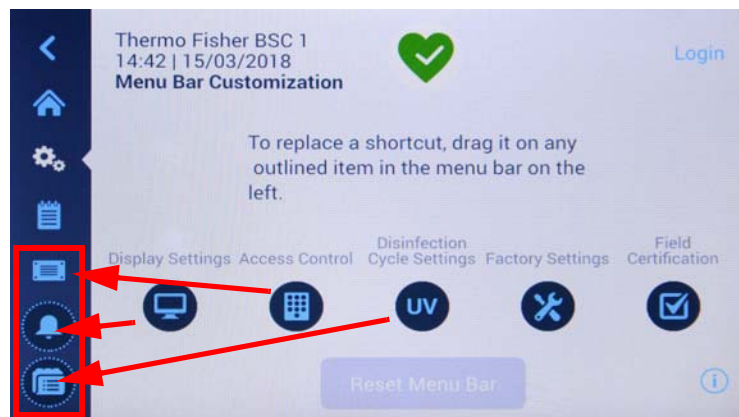 Thermo Fisher BSC 1
14:42 | 15/03/2018
Menu Bar Customization
Login
To replace a shortcut, drag it on any
outlined item in the menu bar on the
left.
Display Settings
Access Control
Disinfection
Cycle Settings
Factory Settings
Field
Certification
UV
Reset Menu Bar
i